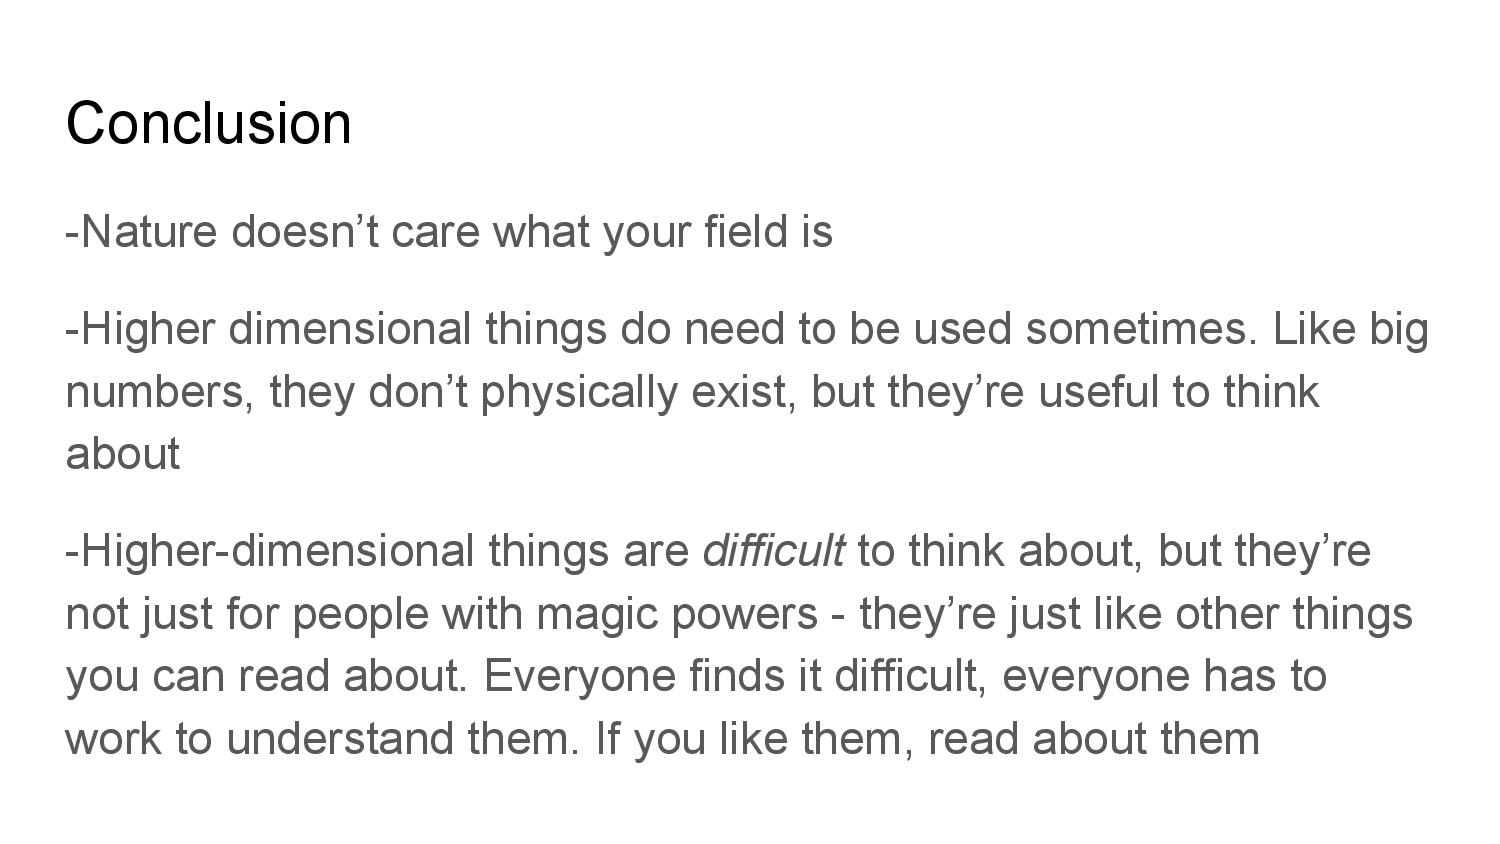 Conclusion
-Nature doesn’t care what your field is
-Higher dimensional things do need to be used sometimes. Like big
numbers, they don’t physically exist, but they’re useful to think
about
-Higher-dimensional things are difficult to think about, but they’re
not just for people with magic powers - they’re just like other things
you can read about. Everyone finds it difficult, everyone has to
work to understand them. If you like them, read about them